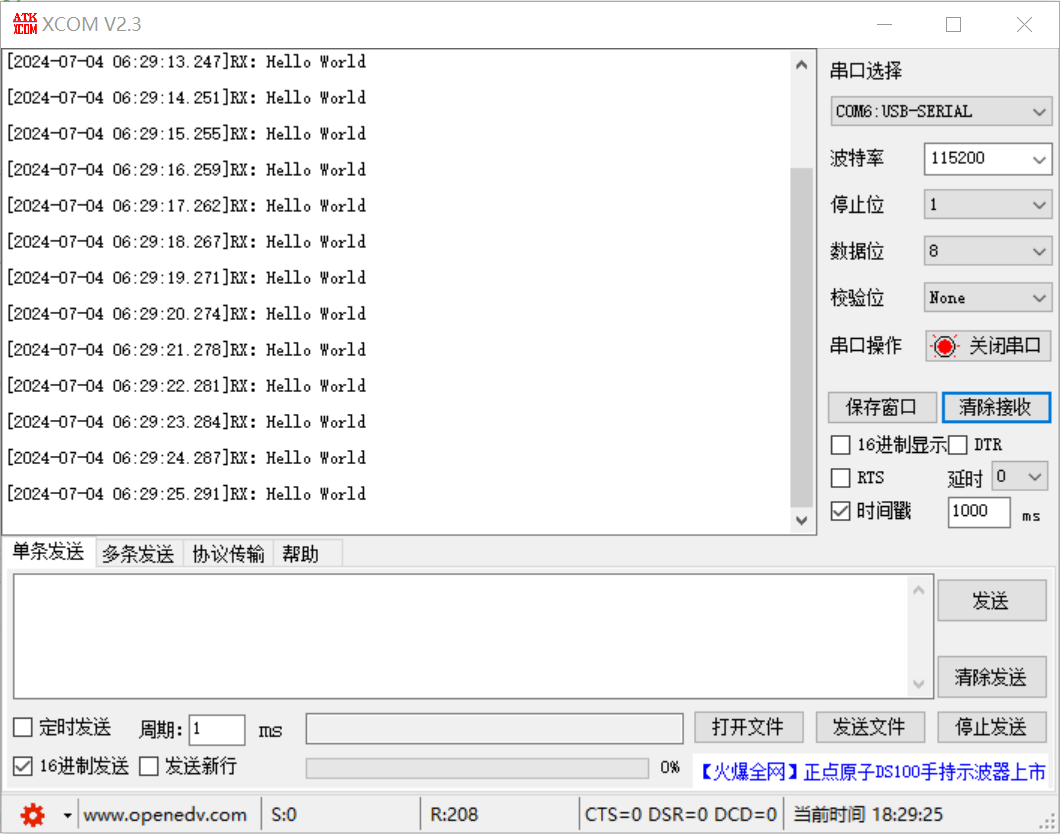 ATK
XCOM XCOM V2.3
[2024-07-04 06:29:13.247]RX: Hello World
[2024-07-04 06:29:14.251]RX: Hello World
[2024-07-04 06:29:15.255]RX: Hello World
[2024-07-04 06:29:16.259]RX: Hello World
[2024-07-04 06:29:17.262]RX: Hello World
[2024-07-04 06:29:18.267]RX: Hello World
[2024-07-04 06:29:19.271]RX: Hello World
[2024-07-04 06:29:20.274]RX: Hello World
[2024-07-04 06:29:21.278]RX: Hello World
[2024-07-04 06:29:22.281]RX: Hello World
[2024-07-04 06:29:23.284]RX: Hello World
[2024-07-04 06:29:24.287]RX: Hello World
[2024-07-04 06:29:25.291]RX: Hello World
串口选择
COM6:USB-SERIAL
波特率 115200
停止位 1
数据位 8
校验位 None
串口操作 关闭串口
保存窗口 清除接收
16进制显示 DTR
RTS 延时 0
时间戳 1000 ms
单条发送 多条发送 协议传输 帮助
发送
清除发送
定时发送 周期: 1 ms 打开文件 发送文件 停止发送
16进制发送 发送新行 0% 【火爆全网】正点原子DS100手持示波器上市
www.openedv.com S:0 R:208 CTS=0 DSR=0 DCD=0 当前时间 18:29:25